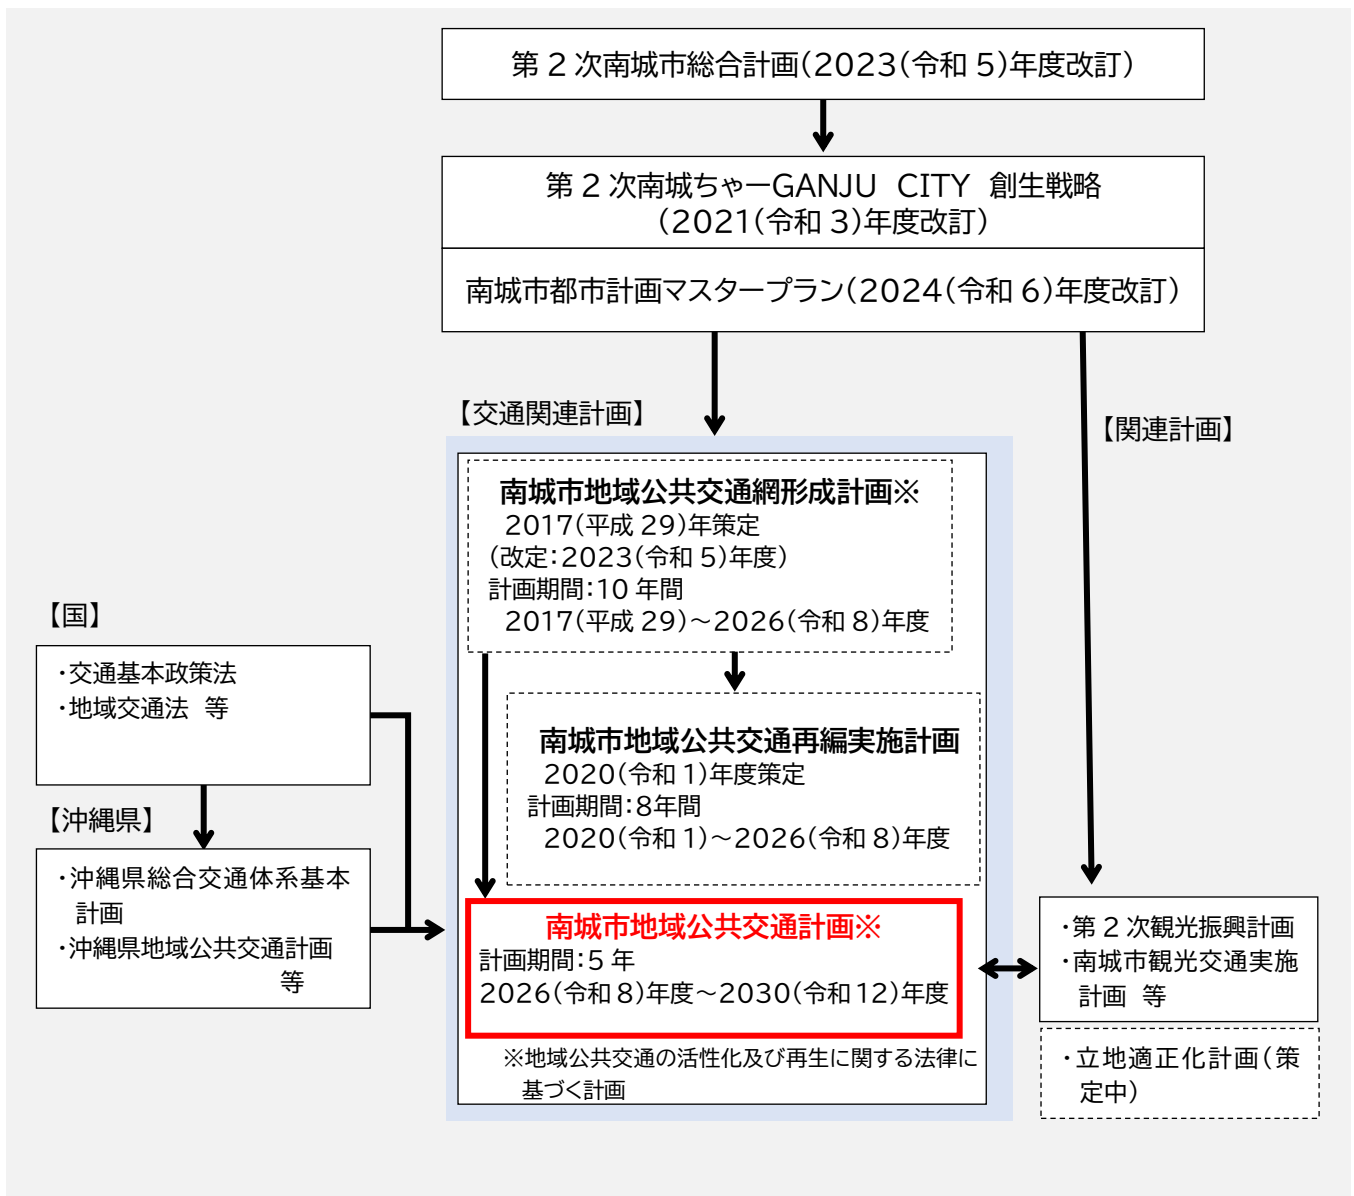 第2次南城市総合計画(2023(令和5)年度改訂)
第2次南城ちゃーGANJU CITY 創生戦略
(2021(令和3)年度改訂)
南城市都市計画マスタープラン(2024(令和6)年度改訂)
【交通関連計画】
【関連計画】
南城市地域公共交通網形成計画※
2017(平成29)年策定
(改定:2023(令和5)年度)
計画期間:10年間
2017(平成29)~2026(令和8)年度
【国】
・交通基本政策法
・地域交通法 等
南城市地域公共交通再編実施計画
2020(令和1)年度策定
計画期間:8年間
2020(令和1)~2026(令和8)年度
【沖縄県】
・沖縄県総合交通体系基本
計画
・沖縄県地域公共交通計画
等
南城市地域公共交通計画※
計画期間:5年
2026(令和8)年度~2030(令和12)年度
※地域公共交通の活性化及び再生に関する法律に
基づく計画
・第2次観光振興計画
・南城市観光交通実施
計画 等
・立地適正化計画(策
定中)